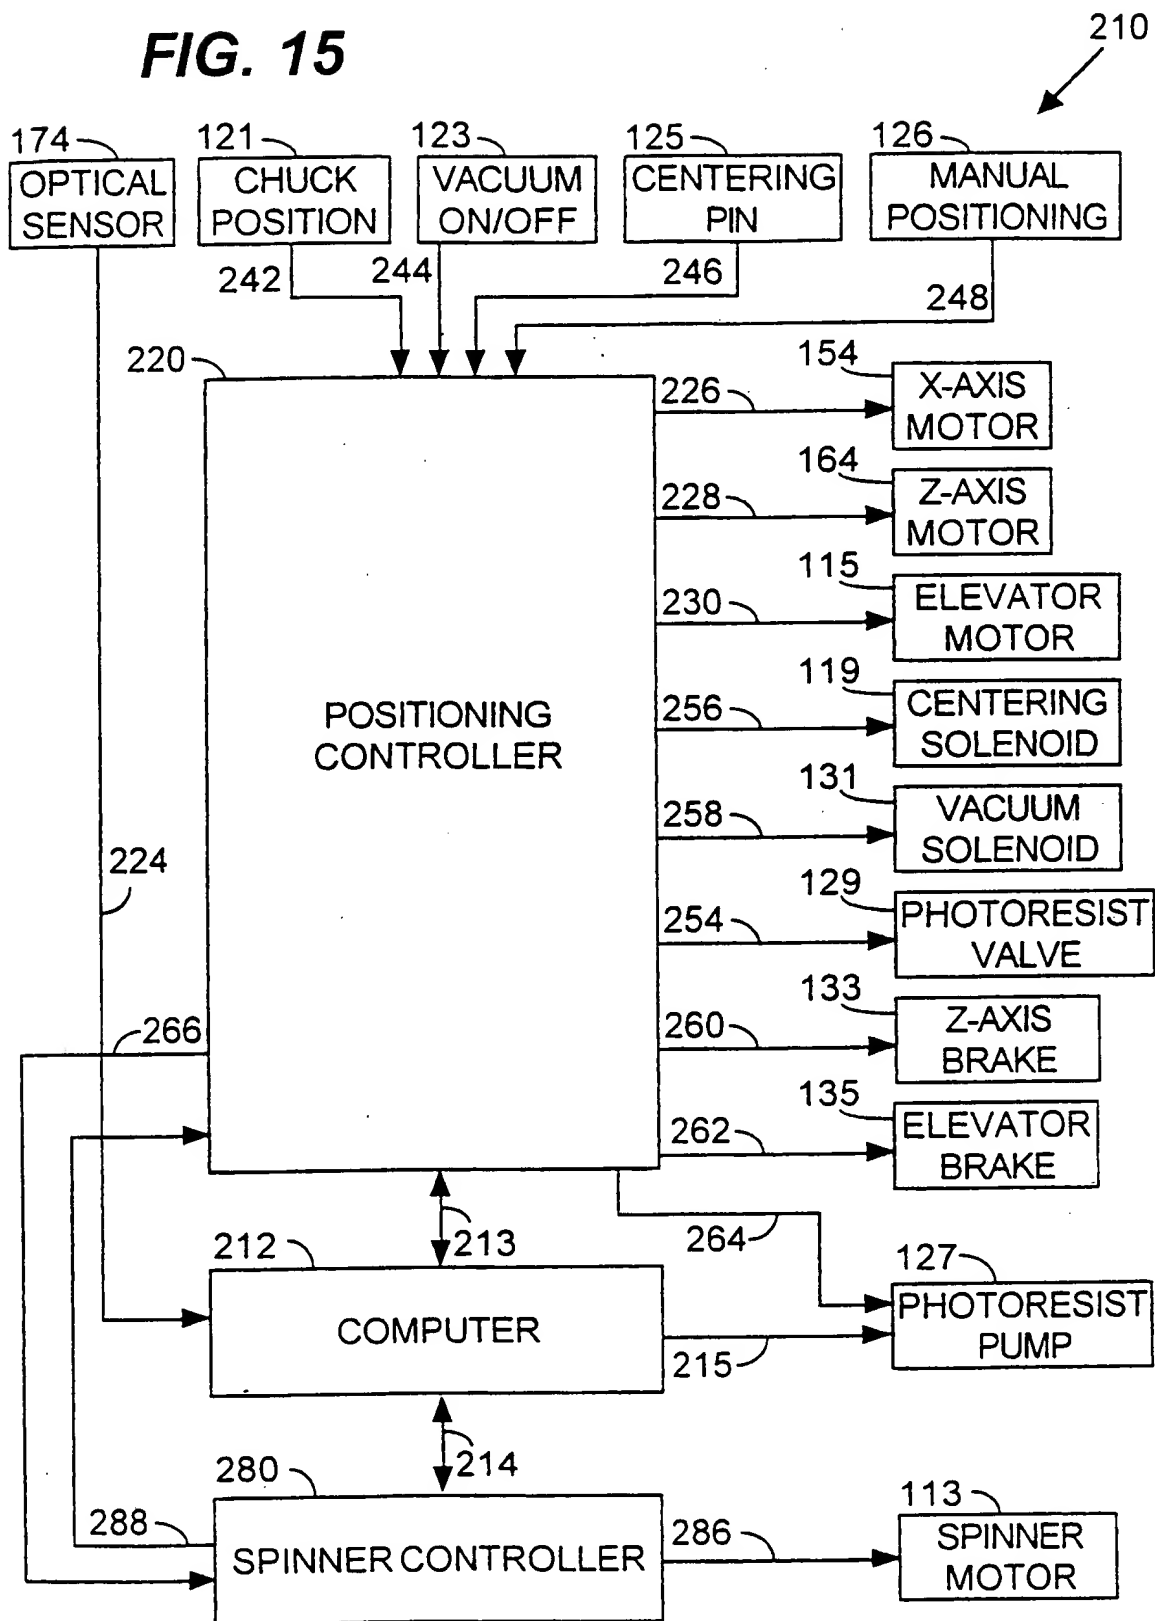 FIG. 15
210
174
121
123
125
126
OPTICAL
SENSOR
CHUCK
POSITION
VACUUM
ON/OFF
CENTERING
PIN
MANUAL
POSITIONING
242
244
246
248
220
POSITIONING
CONTROLLER
226
154
X-AXIS
MOTOR
228
164
Z-AXIS
MOTOR
230
115
ELEVATOR
MOTOR
256
119
CENTERING
SOLENOID
258
131
VACUUM
SOLENOID
224
254
129
PHOTORESIST
VALVE
266
260
133
Z-AXIS
BRAKE
262
135
ELEVATOR
BRAKE
213
264
212
COMPUTER
215
127
PHOTORESIST
PUMP
214
280
288
SPINNER CONTROLLER
286
113
SPINNER
MOTOR